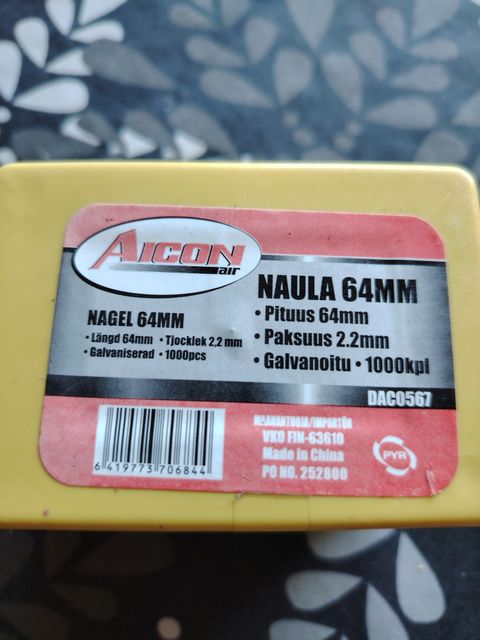 AICON
air
NAGEL 64MM
• Längd 64mm • Tjocklek 2,2 mm
• Galvaniserad • 1000pcs
NAULA 64MM
• Pituus 64mm
• Paksuus 2.2mm
• Galvanoitu • 1000kpl
DAC0567
MAAHANTUOJA/IMPORTÖR
VKO FIN-63610
Made in China
PO NO. 252800
6 419773 706844
PYR